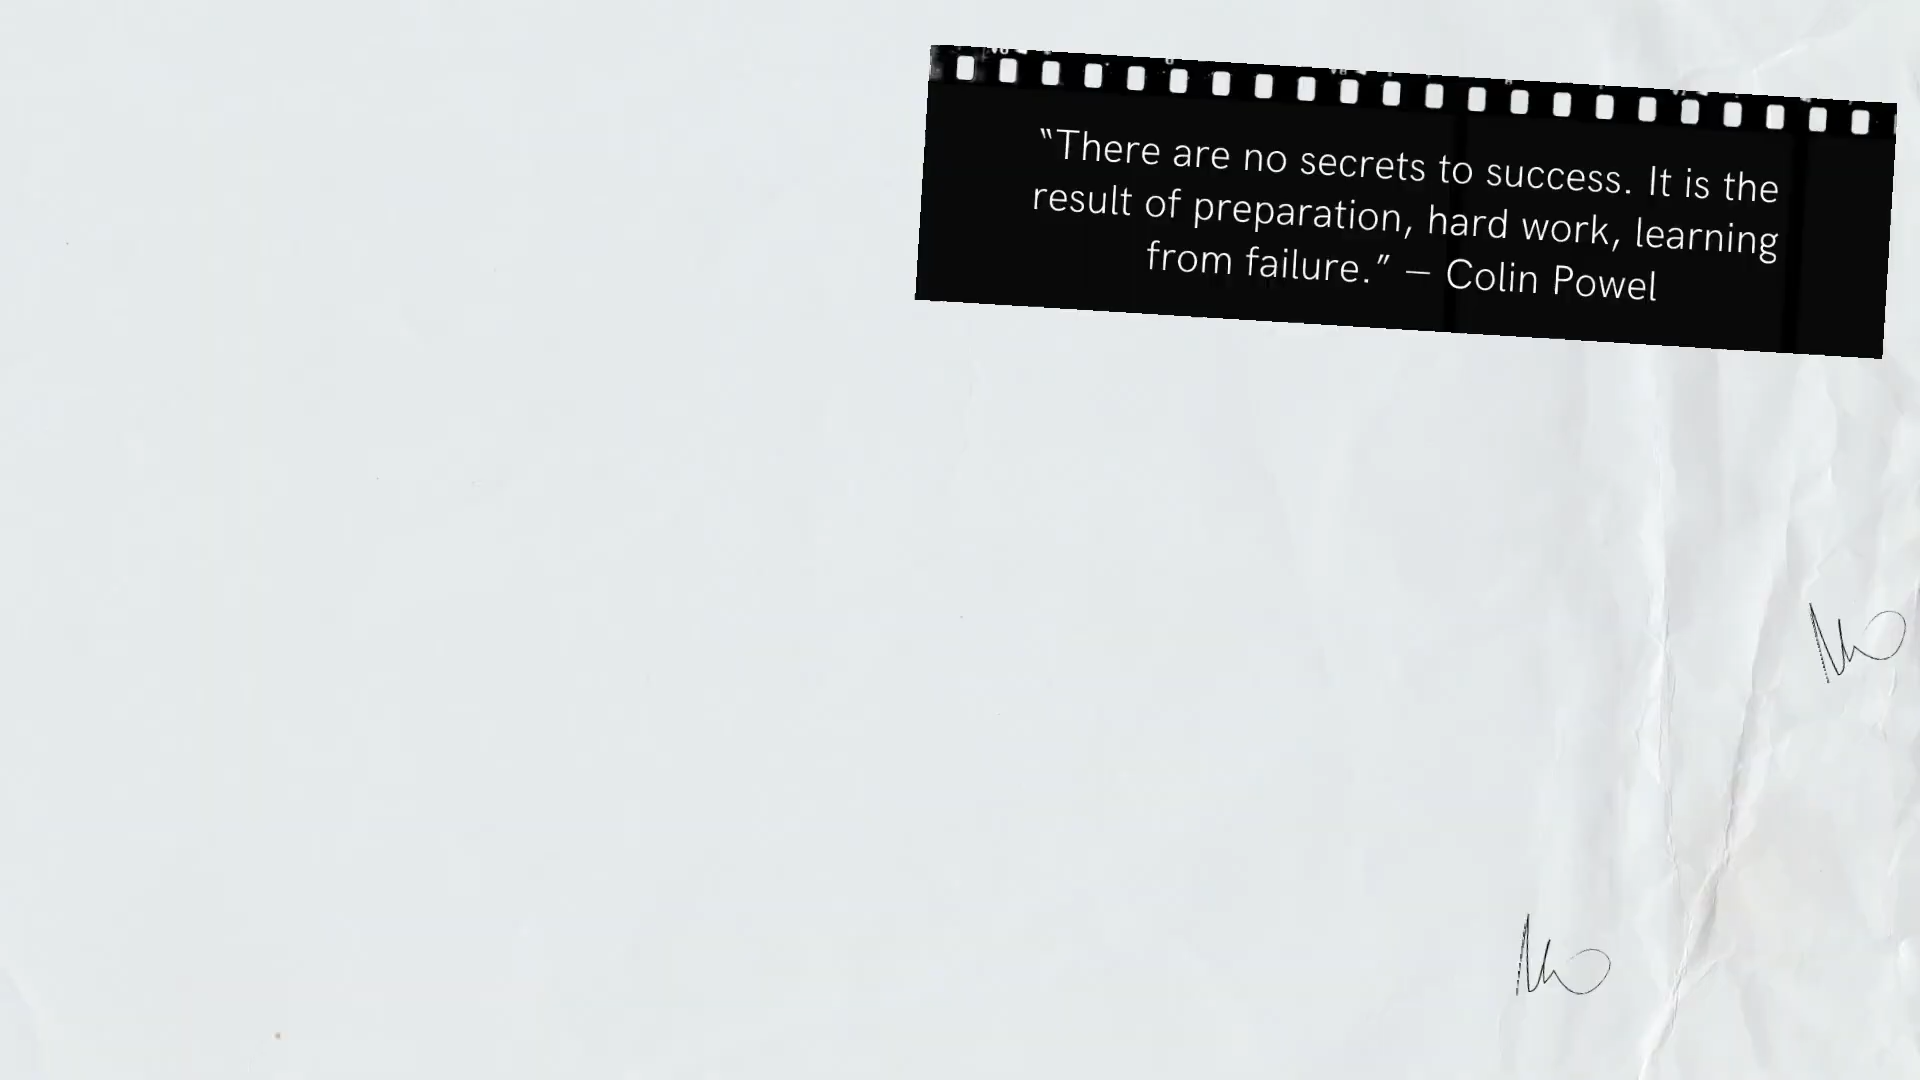 “There are no secrets to success. It is the
result of preparation, hard work, learning
from failure.” – Colin Powel